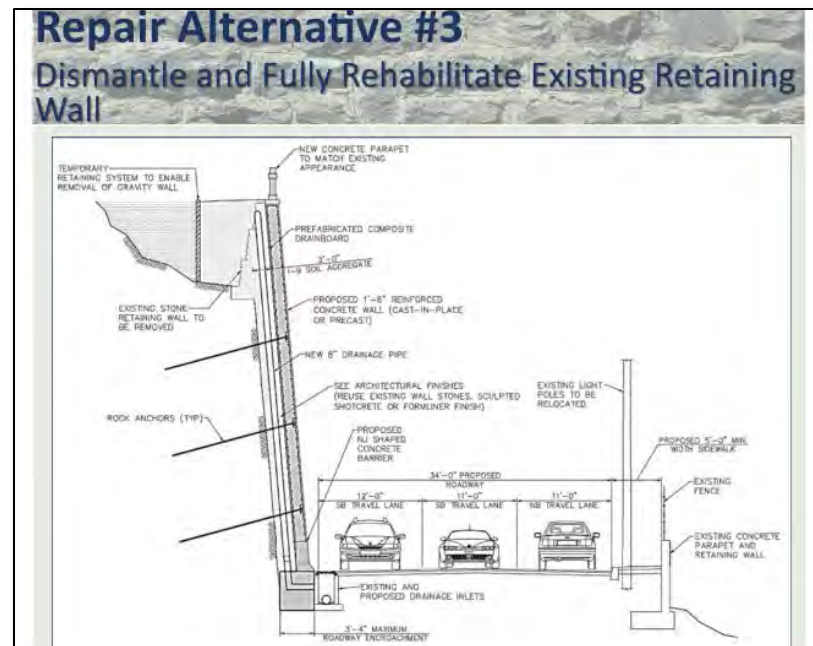 Repair Alternative #3
Dismantle and Fully Rehabilitate Existing Retaining
Wall
NEW CONCRETE PARAPET
TO MATCH EXISTING
APPEARANCE
TEMPORARY
RETAINING SYSTEM TO ENABLE
REMOVAL OF GRAVITY WALL
PREFABRICATED COMPOSITE
DRAINBOARD
2'-0"
I-9 SOIL AGGREGATE
EXISTING STONE
RETAINING WALL TO
BE REMOVED
PROPOSED 1'-6" REINFORCED
CONCRETE WALL (CAST-IN-PLACE
OR PRECAST)
NEW 8" DRAINAGE PIPE
SEE ARCHITECTURAL FINISHES
(REUSE EXISTING WALL STONES, SCULPTED
SHOTCRETE OR FORMLINER FINISH)
EXISTING LIGHT
POLES TO BE
RELOCATED
ROCK ANCHORS (TYP)
PROPOSED
NJ SHAPED
CONCRETE
BARRIER
PROPOSED 5'-0" MIN.
WIDTH SIDEWALK
34'-0" PROPOSED
ROADWAY
EXISTING
FENCE
12'-0"
SB TRAVEL LANE
11'-0"
SB TRAVEL LANE
11'-0"
NB TRAVEL LANE
EXISTING CONCRETE
PARAPET AND
RETAINING WALL
EXISTING AND
PROPOSED DRAINAGE INLETS
3'-4" MAXIMUM
ROADWAY ENCROACHMENT